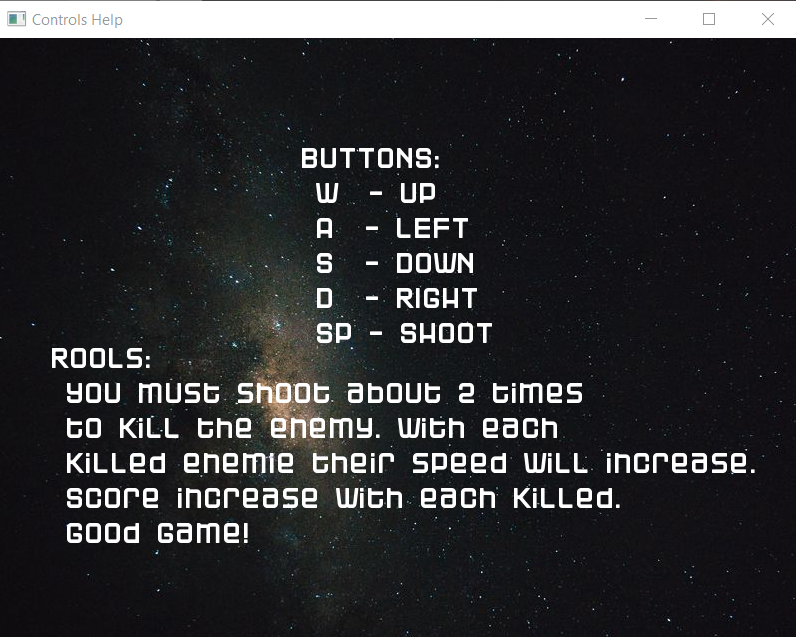 Controls Help
BUTTONS:
W - UP
A - LEFT
S - DOWN
D - RIGHT
SP - SHOOT
ROOLS:
You must shoot about 2 times
to kill the enemy. With each
killed enemie their speed will increase.
Score increase with each killed.
Good Game!